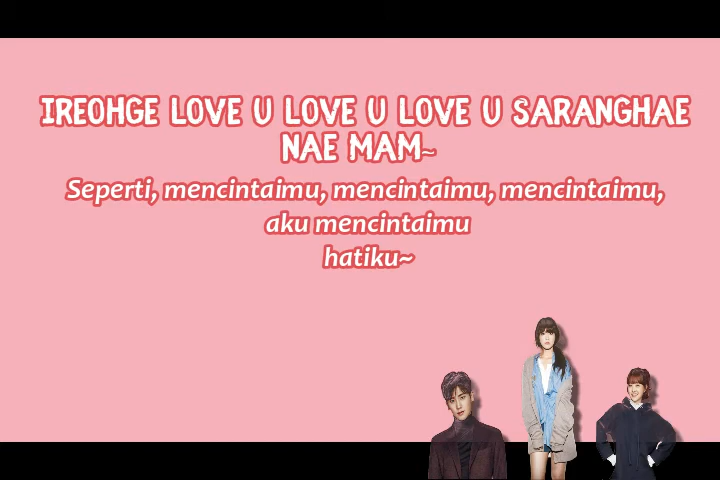 IREOHGE LOVE U LOVE U LOVE U SARANGHAE
NAE MAM~
Seperti, mencintaimu, mencintaimu, mencintaimu,
aku mencintaimu
hatiku~